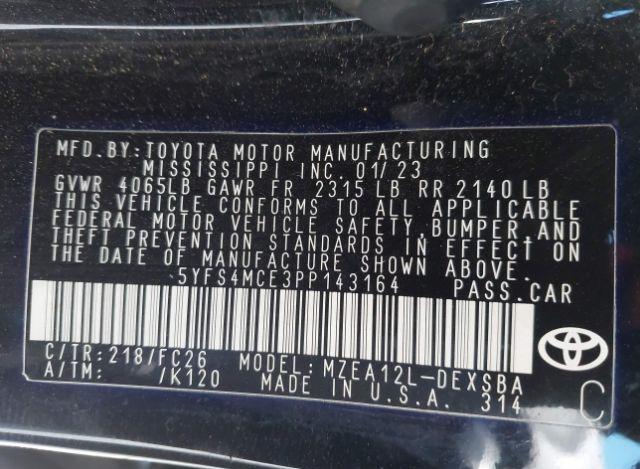 MFD.BY:TOYOTA MOTOR MANUFACTURING
MISSISSIPPI INC. 01/23
GVWR 4065LB GAWR FR 2315 LB RR 2140 LB
THIS VEHICLE CONFORMS TO ALL APPLICABLE
FEDERAL MOTOR VEHICLE SAFETY,BUMPER,AND
THEFT PREVENTION STANDARDS IN EFFECT ON
THE DATE OF MANUFACTURE SHOWN ABOVE.
5YFS4MCE3PP143164 PASS.CAR
C/TR:218/FC26 MODEL:MZEA12L-DEXSBA
A/TM: /K120 MADE IN U.S.A. 314
C